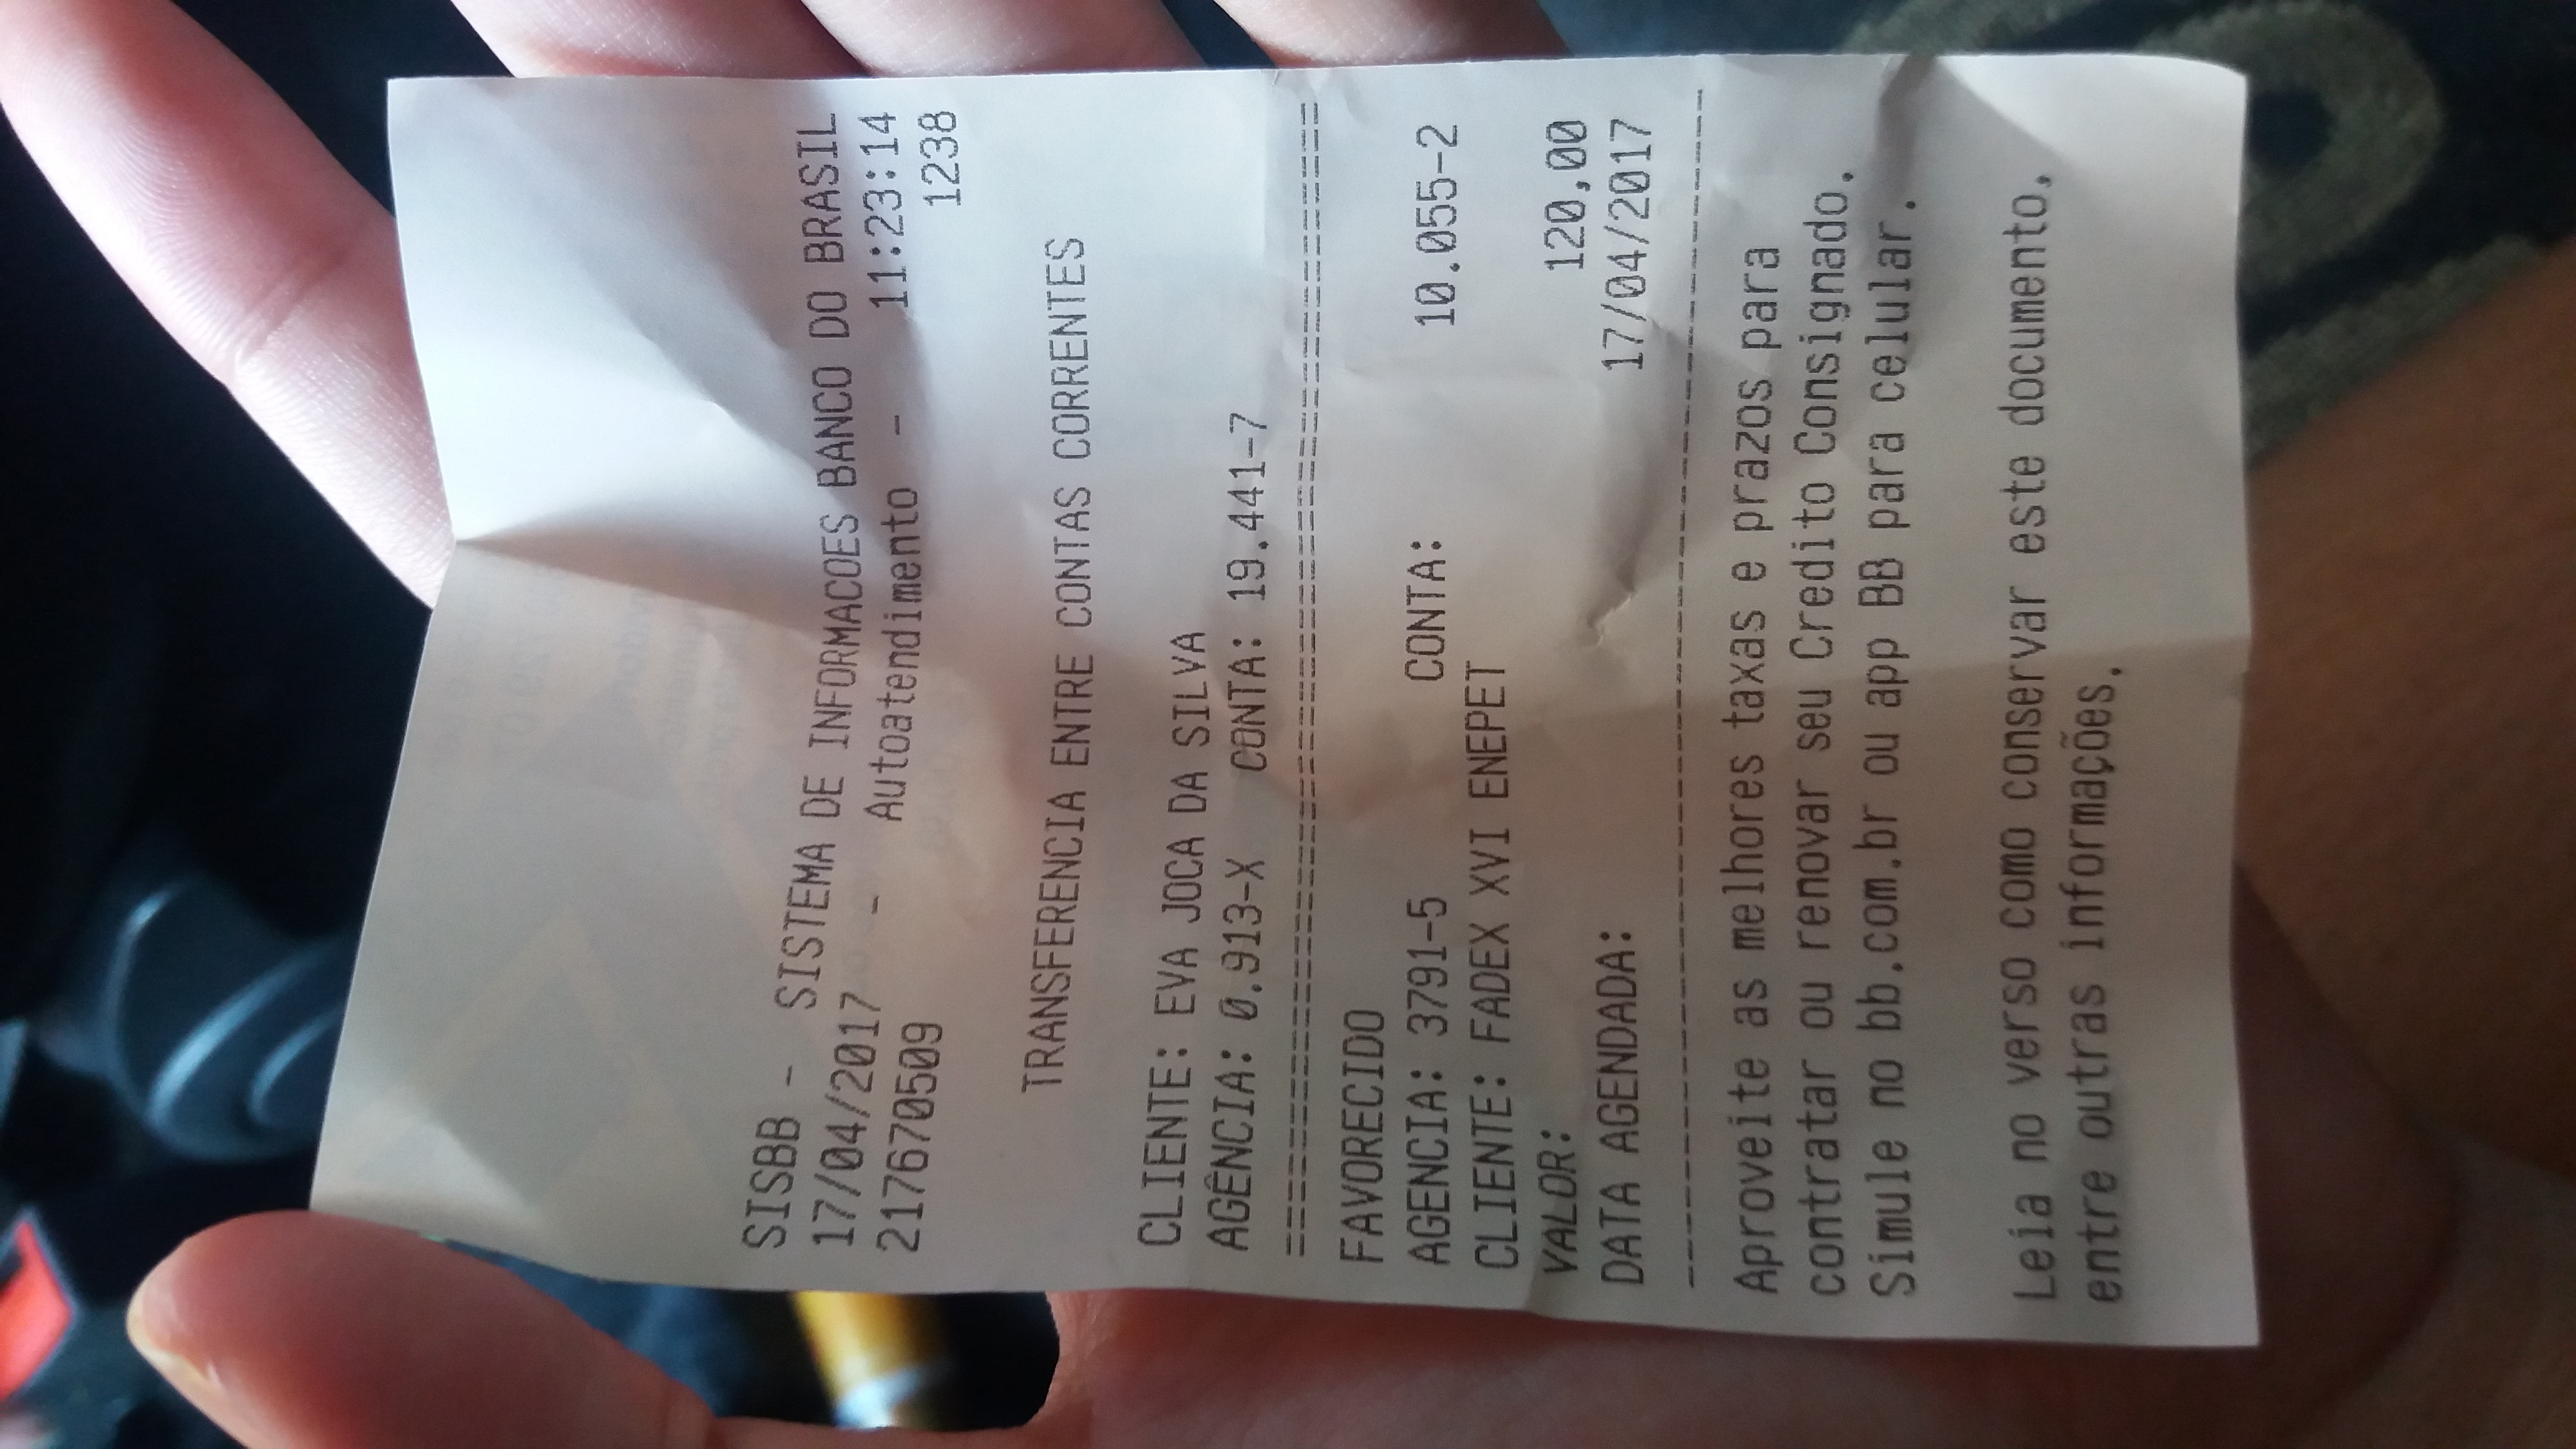 SISBB - SISTEMA DE INFORMACOES BANCO DO BRASIL
17/04/2017 - Autoatendimento - 11:23:14
217670509 1238
TRANSFERENCIA ENTRE CONTAS CORRENTES
CLIENTE: EVA JOCA DA SILVA
AGÊNCIA: 0.913-X CONTA: 19.441-7
================================================
FAVORECIDO
AGENCIA: 3791-5 CONTA: 10.055-2
CLIENTE: FADEX XVI ENEPET
VALOR: 120,00
DATA AGENDADA: 17/04/2017
------------------------------------------------
Aproveite as melhores taxas e prazos para
contratar ou renovar seu Credito Consignado.
Simule no bb.com.br ou app BB para celular.
Leia no verso como conservar este documento,
entre outras informações.